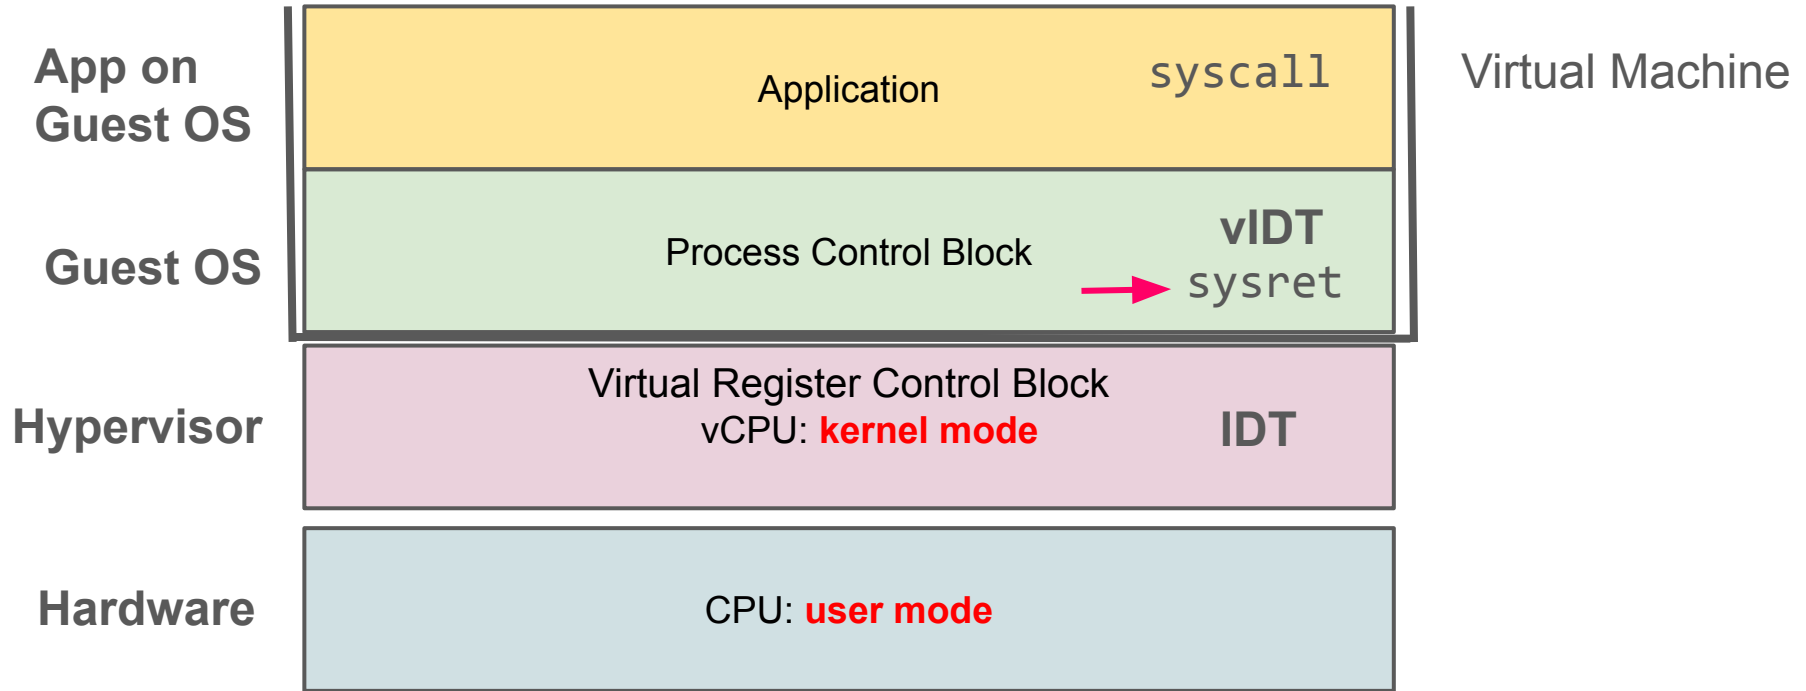 App on
Guest OS
Application
syscall
Virtual Machine
Guest OS
Process Control Block
vIDT
sysret
Hypervisor
Virtual Register Control Block
vCPU: kernel mode
IDT
Hardware
CPU: user mode